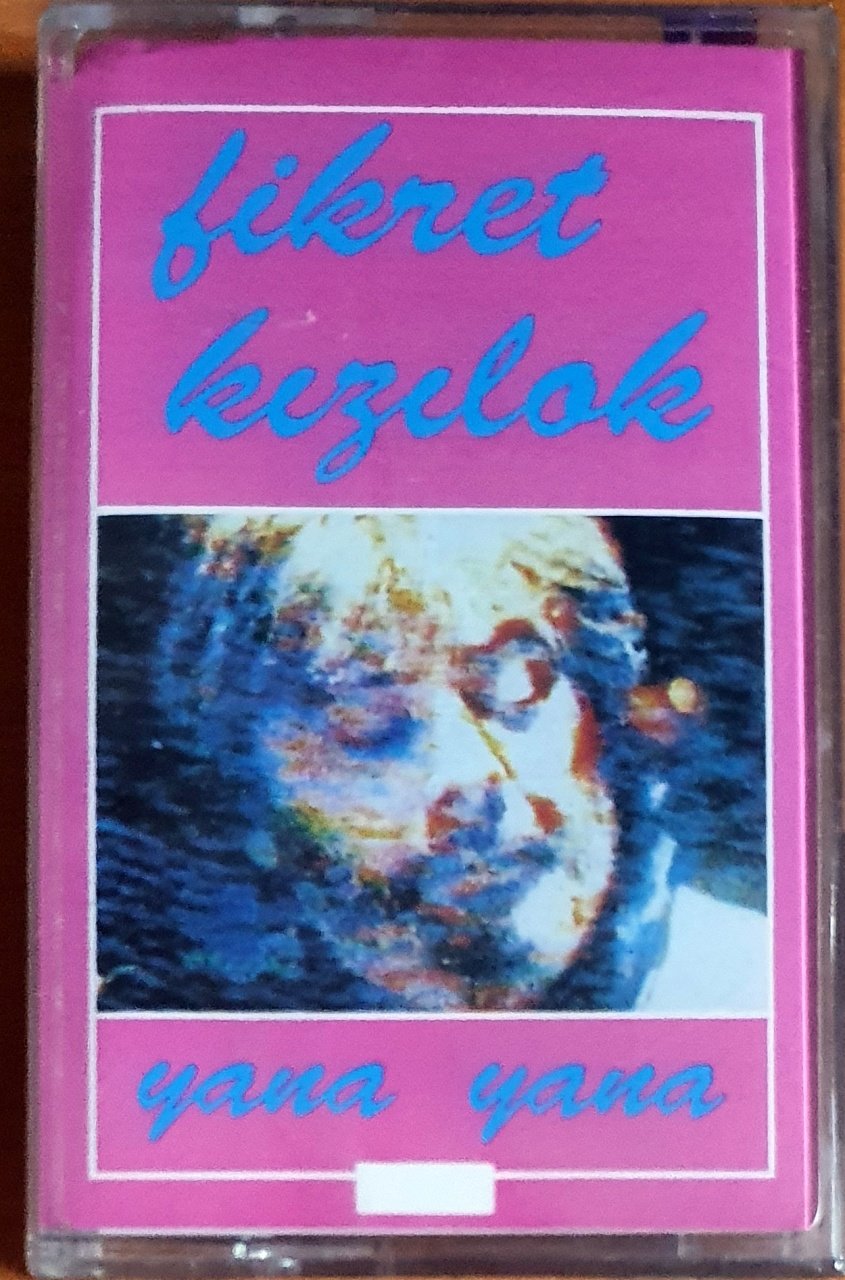 fikret
kızılok
yana yana